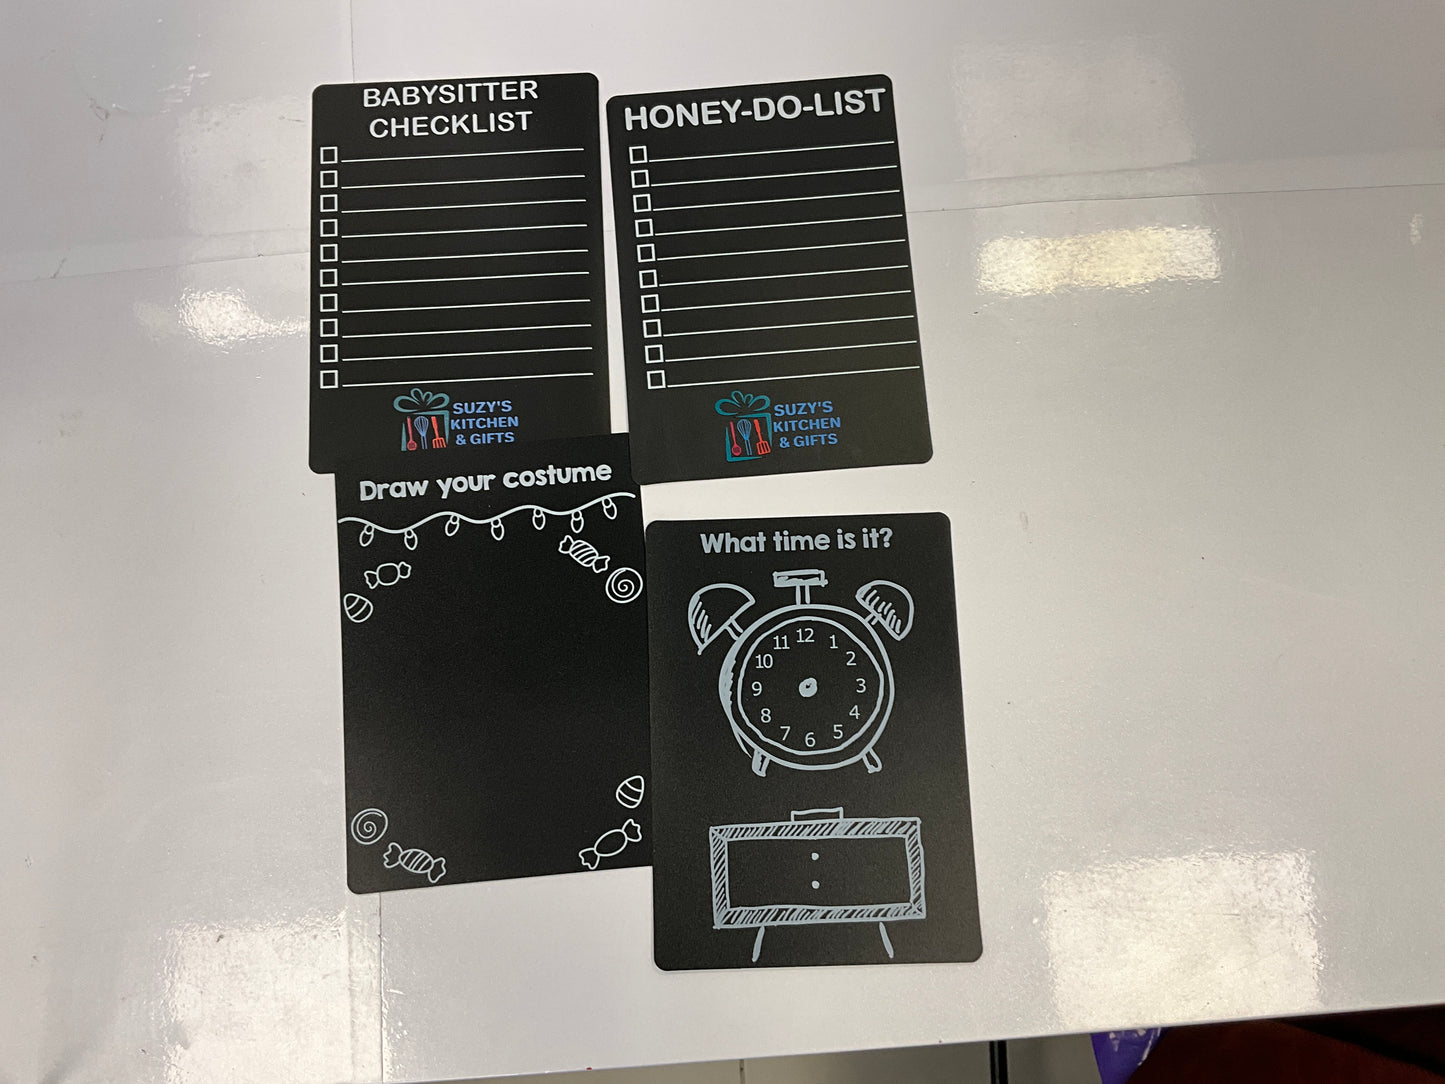 BABYSITTER
CHECKLIST
SUZY'S
KITCHEN
& GIFTS
HONEY-DO-LIST
SUZY'S
KITCHEN
& GIFTS
Draw your costume
What time is it?
11 12 1
10 2
9 3
8 4
7 6 5